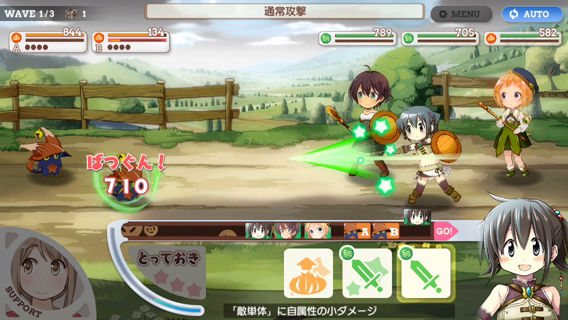 WAVE 1/3 1
通常攻撃
MENU
AUTO
844
134
789
705
582
A
B
ばつぐん!
710
A
B
GO!
とっておき
SUPPORT
「敵単体」に自属性の小ダメージ